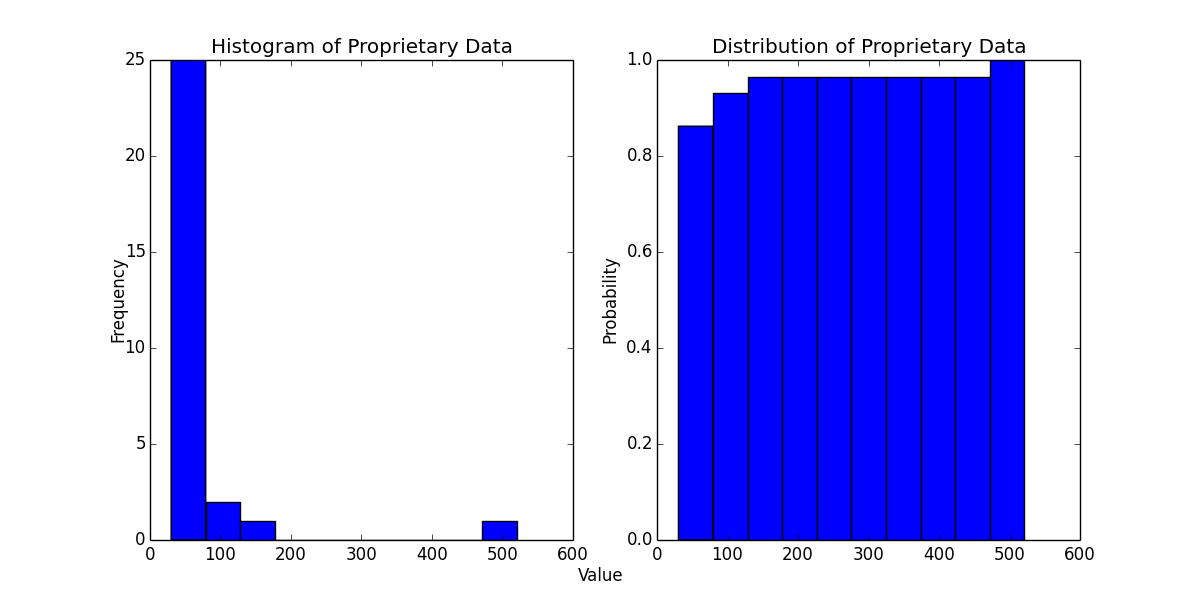 Histogram of Proprietary Data
Distribution of Proprietary Data
Frequency
25
20
15
10
5
0
0 100 200 300 400 500 600
Probability
1.0
0.8
0.6
0.4
0.2
0.0
0 100 200 300 400 500 600
Value